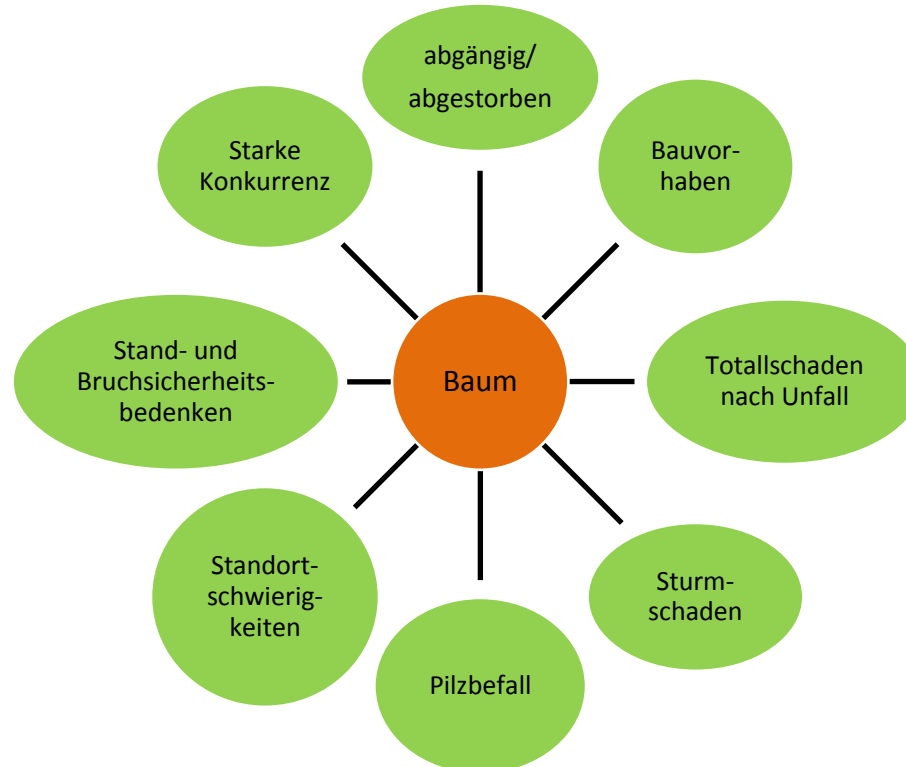 abgängig/
abgestorben
Bauvor-
haben
Totallschaden
nach Unfall
Sturm-
schaden
Pilzbefall
Standort-
schwierig-
keiten
Stand- und
Bruchsicherheits-
bedenken
Starke
Konkurrenz
Baum